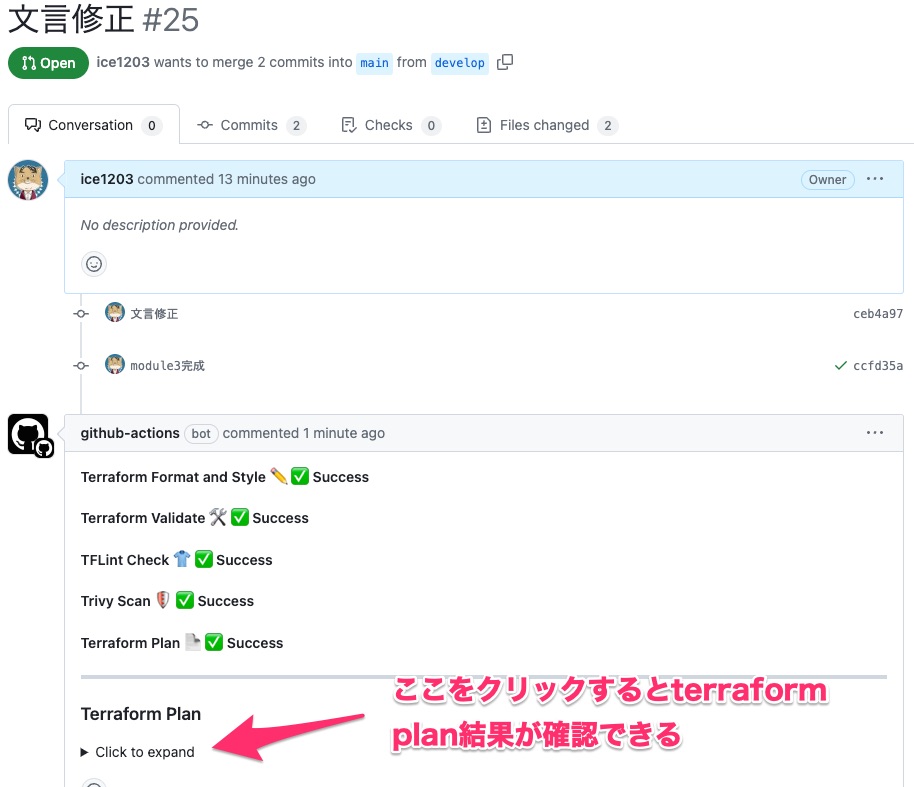 文言修正 #25
Open ice1203 wants to merge 2 commits into main from develop
Conversation 0 Commits 2 Checks 0 Files changed 2
ice1203 commented 13 minutes ago Owner ...
No description provided.
文言修正 ceb4a97
module3完成 ccfd35a
github-actions bot commented 1 minute ago ...
Terraform Format and Style ✏️✅ Success
Terraform Validate 🛠️✅ Success
TFLint Check 👕✅ Success
Trivy Scan 🛡️✅ Success
Terraform Plan 📄✅ Success
ここをクリックするとterraform
plan結果が確認できる
Terraform Plan
Click to expand